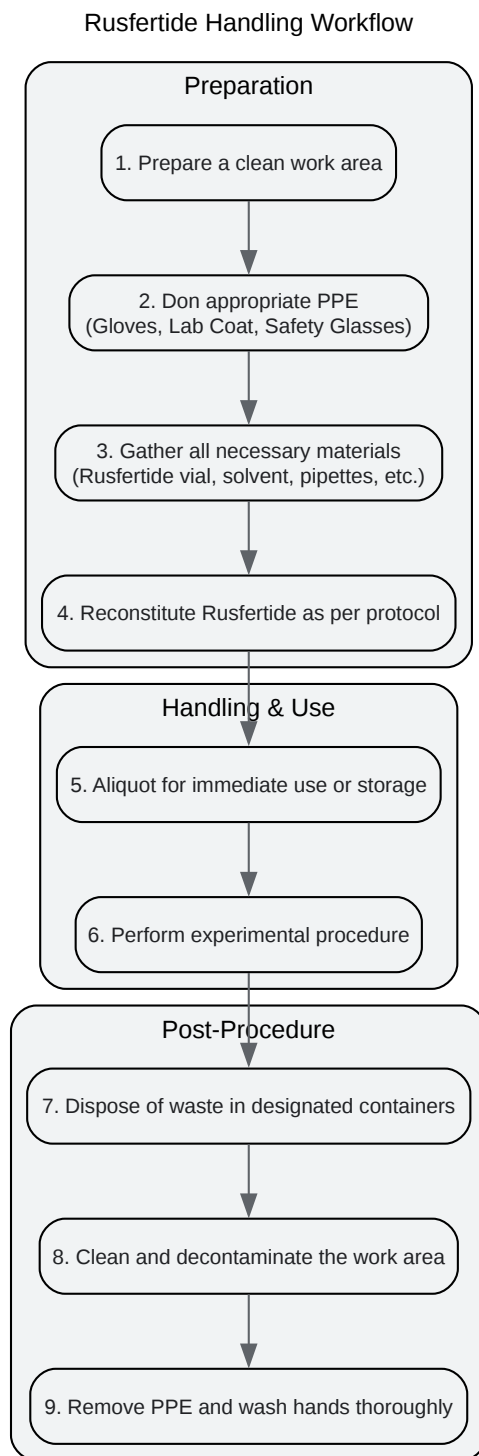 Rusfertide Handling Workflow
Preparation
1. Prepare a clean work area
2. Don appropriate PPE
(Gloves, Lab Coat, Safety Glasses)
3. Gather all necessary materials
(Rusfertide vial, solvent, pipettes, etc.)
4. Reconstitute Rusfertide as per protocol
Handling & Use
5. Aliquot for immediate use or storage
6. Perform experimental procedure
Post-Procedure
7. Dispose of waste in designated containers
8. Clean and decontaminate the work area
9. Remove PPE and wash hands thoroughly